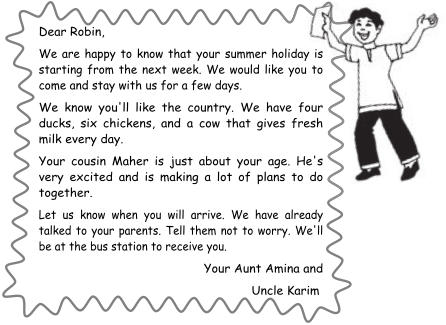 Dear Robin,
We are happy to know that your summer holiday is
starting from the next week. We would like you to
come and stay with us for a few days.
We know you'll like the country. We have four
ducks, six chickens, and a cow that gives fresh
milk every day.
Your cousin Maher is just about your age. He's
very excited and is making a lot of plans to do
together.
Let us know when you will arrive. We have already
talked to your parents. Tell them not to worry. We'll
be at the bus station to receive you.
Your Aunt Amina and
Uncle Karim